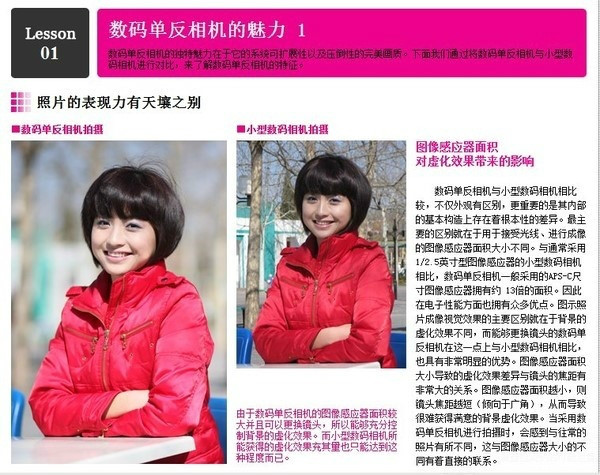 Lesson
01
数码单反相机的魅力 1
数码单反相机的独特魅力在于它的系统可扩展性以及压倒性的完美画质。下面我们通过将数码单反相机与小型数
码相机进行对比，来了解数码单反相机的特征。
照片的表现力有天壤之别
■数码单反相机拍摄
■小型数码相机拍摄
由于数码单反相机的图像感应器面积较
大并且可以更换镜头，所以能够充分控
制背景的虚化效果。而小型数码相机所
能获得的虚化效果充其量也只能达到这
种程度而已。
图像感应器面积
对虚化效果带来的影响
数码单反相机与小型数码相机相比
较，不仅外观有区别，更重要的是其内部
的基本构造上存在着根本性的差异。最主
要的区别就在于用于接受光线、进行成像
的图像感应器面积大小不同。与通常采用
1/2.5英寸型图像感应器的小型数码相机
相比，数码单反相机一般采用的APS-C尺
寸图像感应器拥有约 13倍的面积。因此
在电子性能方面也拥有众多优点。图示照
片成像视觉效果的主要区别就在于背景的
虚化效果不同，而能够更换镜头的数码单
反相机在这一点上与小型数码相机相比，
也具有非常明显的优势。图像感应器面积
大小导致的虚化效果差异与镜头的焦距有
非常大的关系。图像感应器面积越小，则
镜头焦距越短（倾向于广角），从而导致
很难获得满意的背景虚化效果。当采用数
码单反相机进行拍摄时，会感到与往常的
照片有所不同，这与图像感应器大小的不
同有着直接的联系。